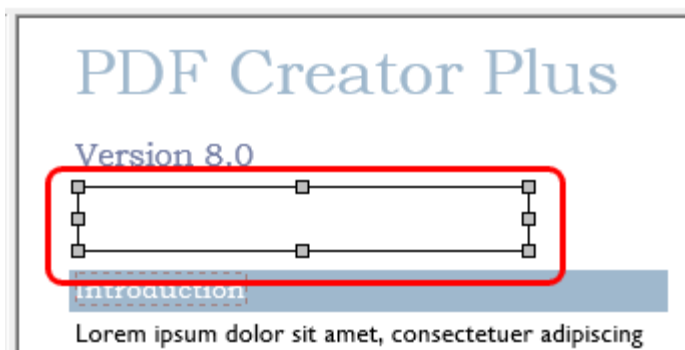 PDF Creator Plus
Version 8.0
Introduction
Lorem ipsum dolor sit amet, consectetuer adipiscing